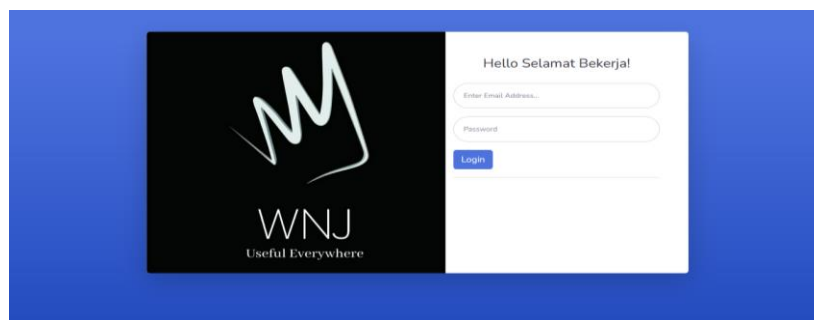 WNJ
Useful Everywhere
Hello Selamat Bekerja!
Enter Email Address...
Password
Login